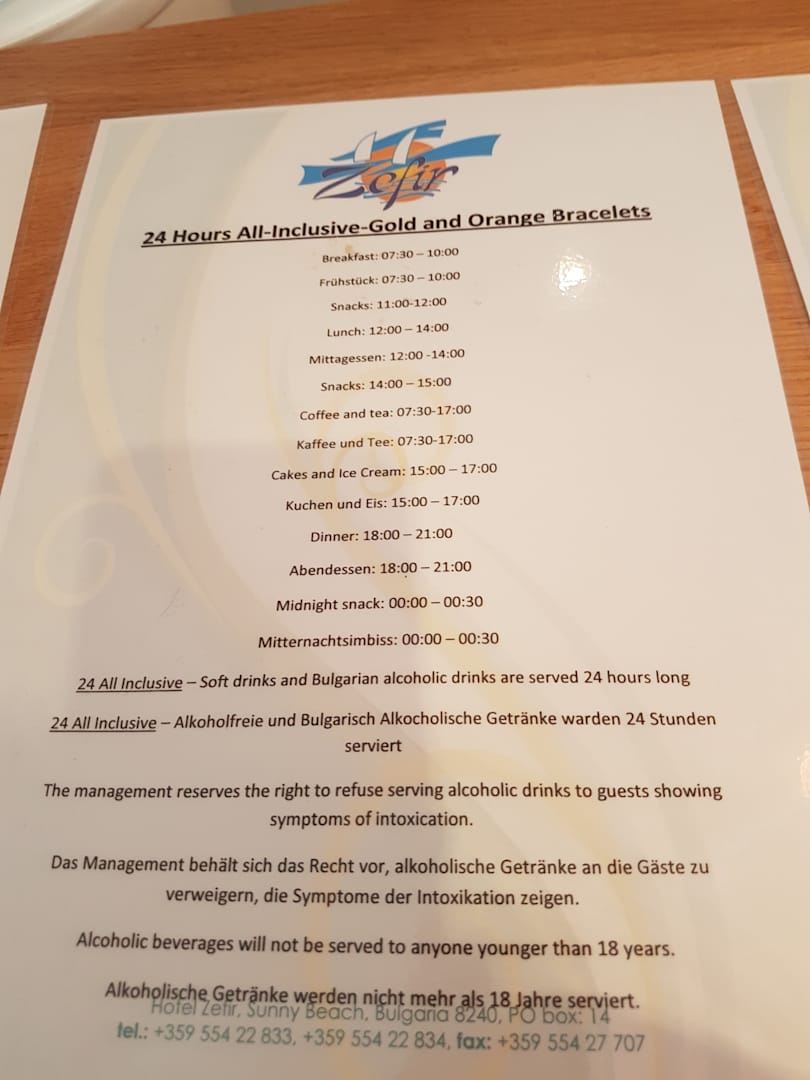 Zefir
24 Hours All-Inclusive-Gold and Orange Bracelets
Breakfast: 07:30 – 10:00
Frühstück: 07:30 – 10:00
Snacks: 11:00-12:00
Lunch: 12:00 – 14:00
Mittagessen: 12:00 -14:00
Snacks: 14:00 – 15:00
Coffee and tea: 07:30-17:00
Kaffee und Tee: 07:30-17:00
Cakes and Ice Cream: 15:00 – 17:00
Kuchen und Eis: 15:00 – 17:00
Dinner: 18:00 – 21:00
Abendessen: 18:00 – 21:00
Midnight snack: 00:00 – 00:30
Mitternachtsimbiss: 00:00 – 00:30
24 All Inclusive – Soft drinks and Bulgarian alcoholic drinks are served 24 hours long
24 All Inclusive – Alkoholfreie und Bulgarisch Alkocholische Getränke warden 24 Stunden
serviert
The management reserves the right to refuse serving alcoholic drinks to guests showing
symptoms of intoxication.
Das Management behält sich das Recht vor, alkoholische Getränke an die Gäste zu
verweigern, die Symptome der Intoxikation zeigen.
Alcoholic beverages will not be served to anyone younger than 18 years.
Alkoholische Getränke werden nicht mehr als 18 Jahre serviert.
Hotel Zefir, Sunny Beach, Bulgaria 8240, PO box: 14
tel.: +359 554 22 833, +359 554 22 834, fax: +359 554 27 707